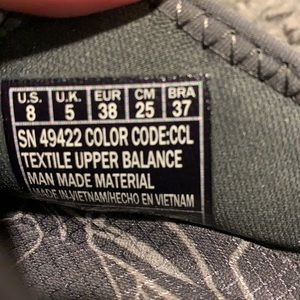 U.S. U.K. EUR CM BRA
8 5 38 25 37
SN 49422 COLOR CODE:CCL
TEXTILE UPPER BALANCE
MAN MADE MATERIAL
MADE IN-VIETNAM/HECHO EN VIETNAM